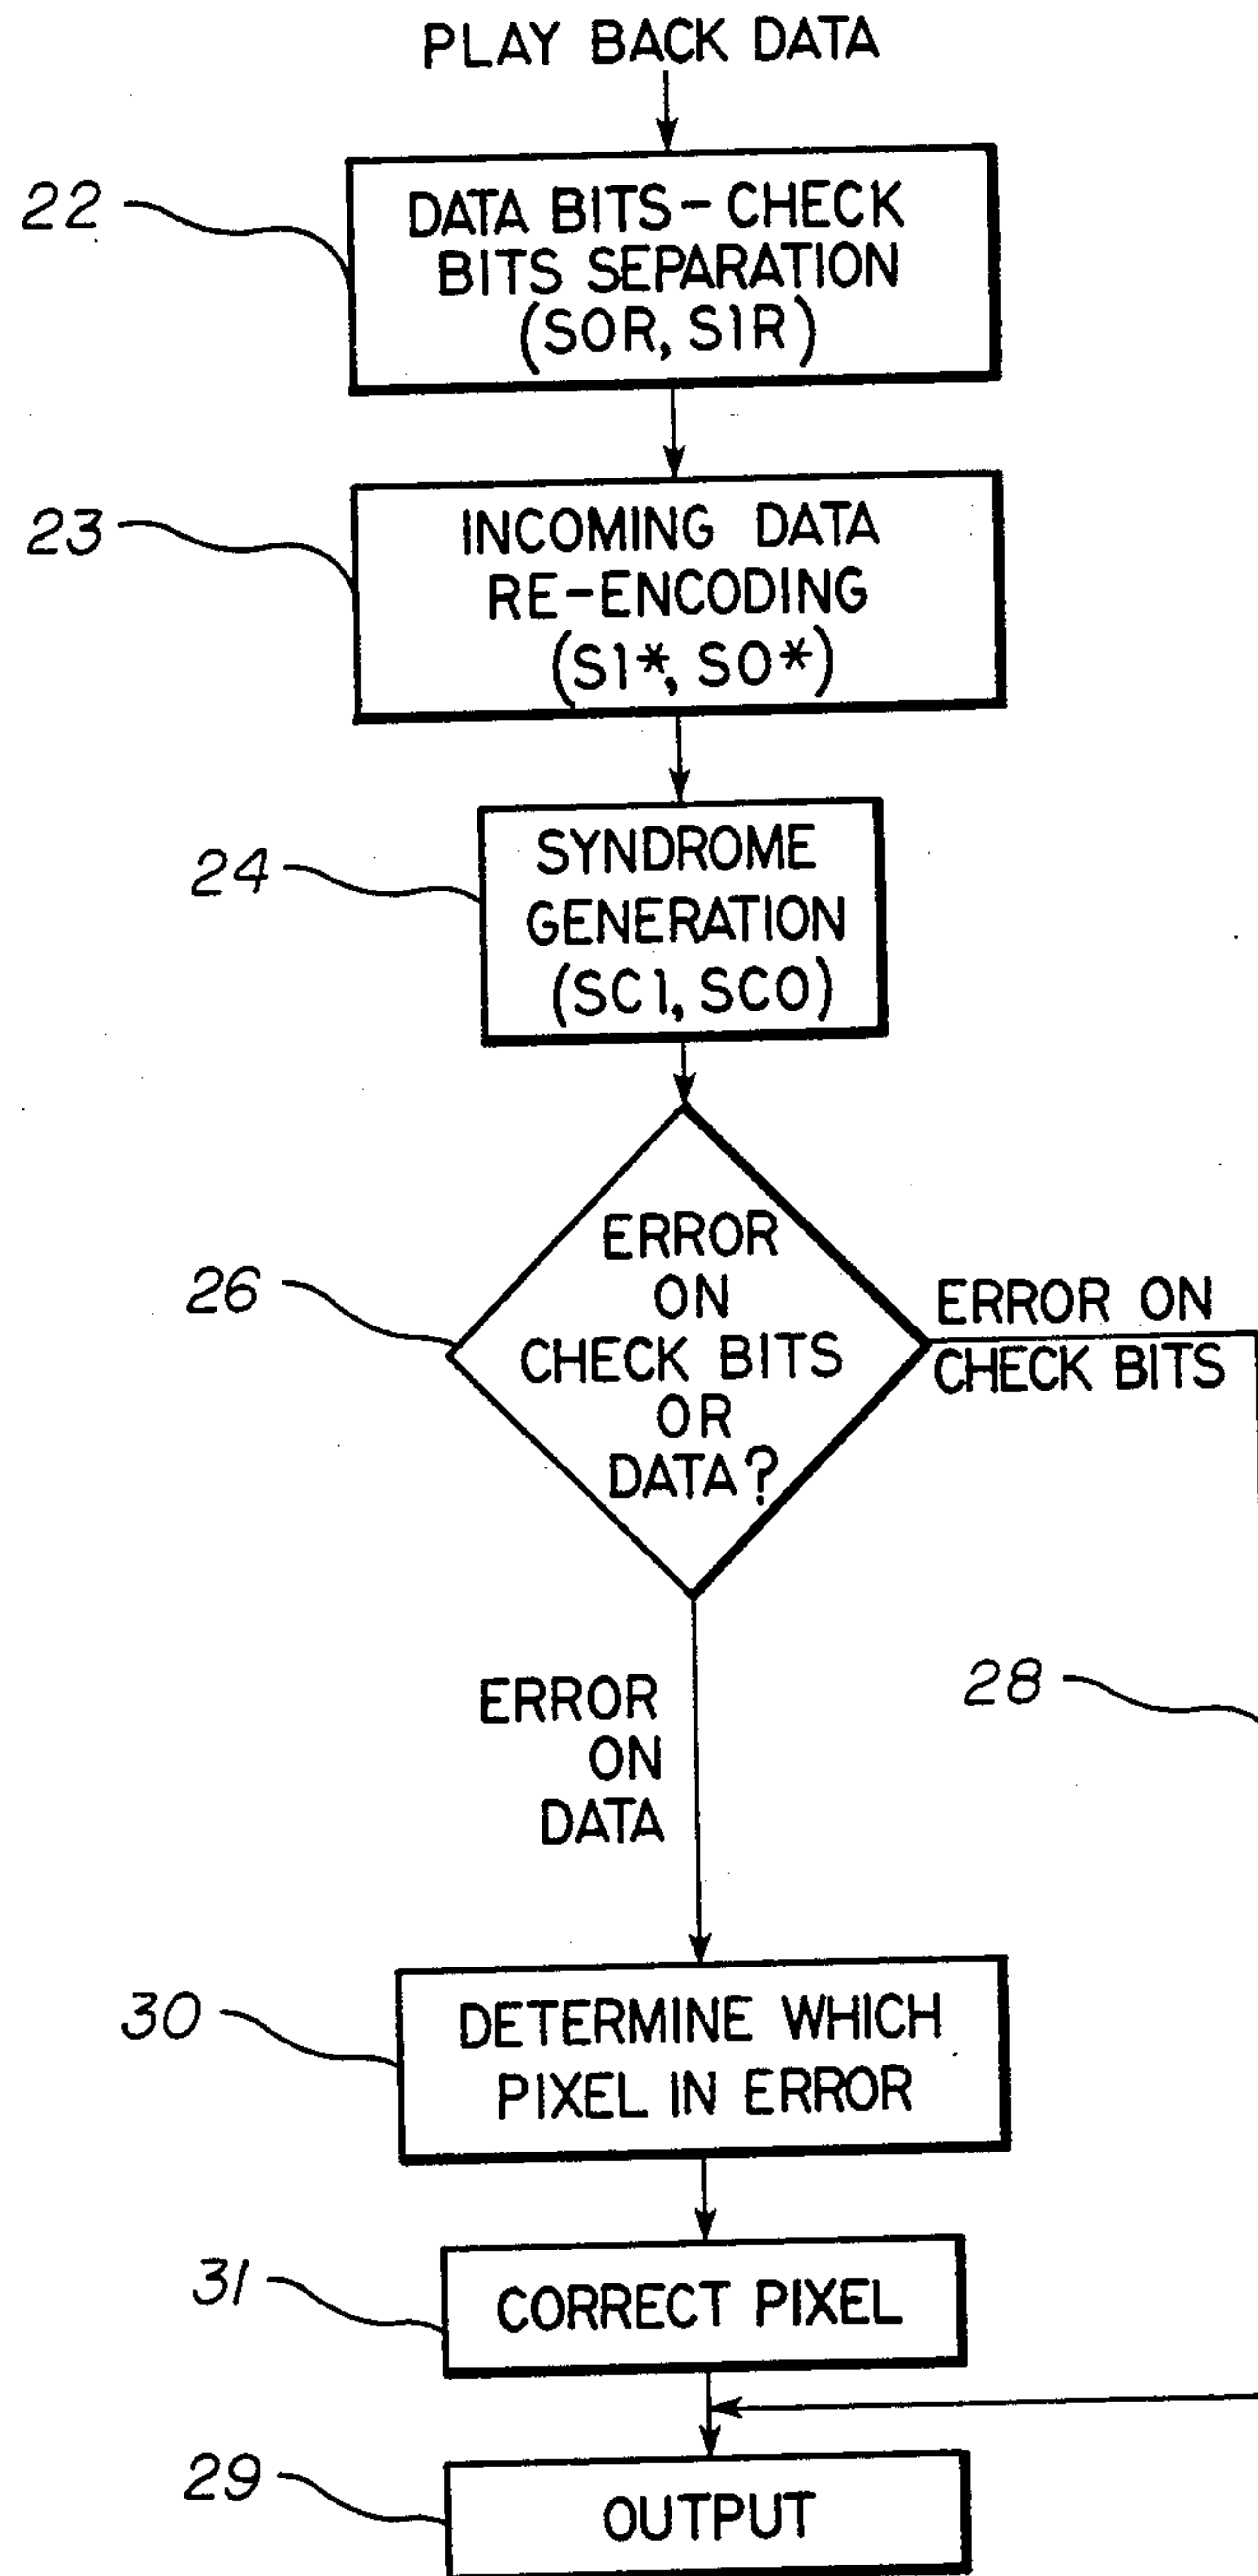 PLAY BACK DATA
22
DATA BITS-CHECK
BITS SEPARATION
(SOR, S1R)
23
INCOMING DATA
RE-ENCODING
(S1*, SO*)
24
SYNDROME
GENERATION
(SC1, SCO)
26
ERROR
ON
CHECK BITS
OR
DATA?
ERROR ON
CHECK BITS
ERROR
ON
DATA
28
30
DETERMINE WHICH
PIXEL IN ERROR
31
CORRECT PIXEL
29
OUTPUT